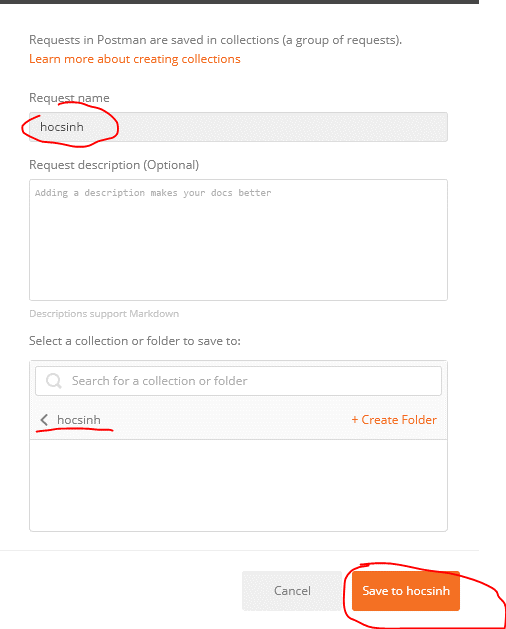 Requests in Postman are saved in collections (a group of requests).
Learn more about creating collections
Request name
hocsinh
Request description (Optional)
Adding a description makes your docs better
Descriptions support Markdown
Select a collection or folder to save to:
Search for a collection or folder
hocsinh + Create Folder
Cancel Save to hocsinh